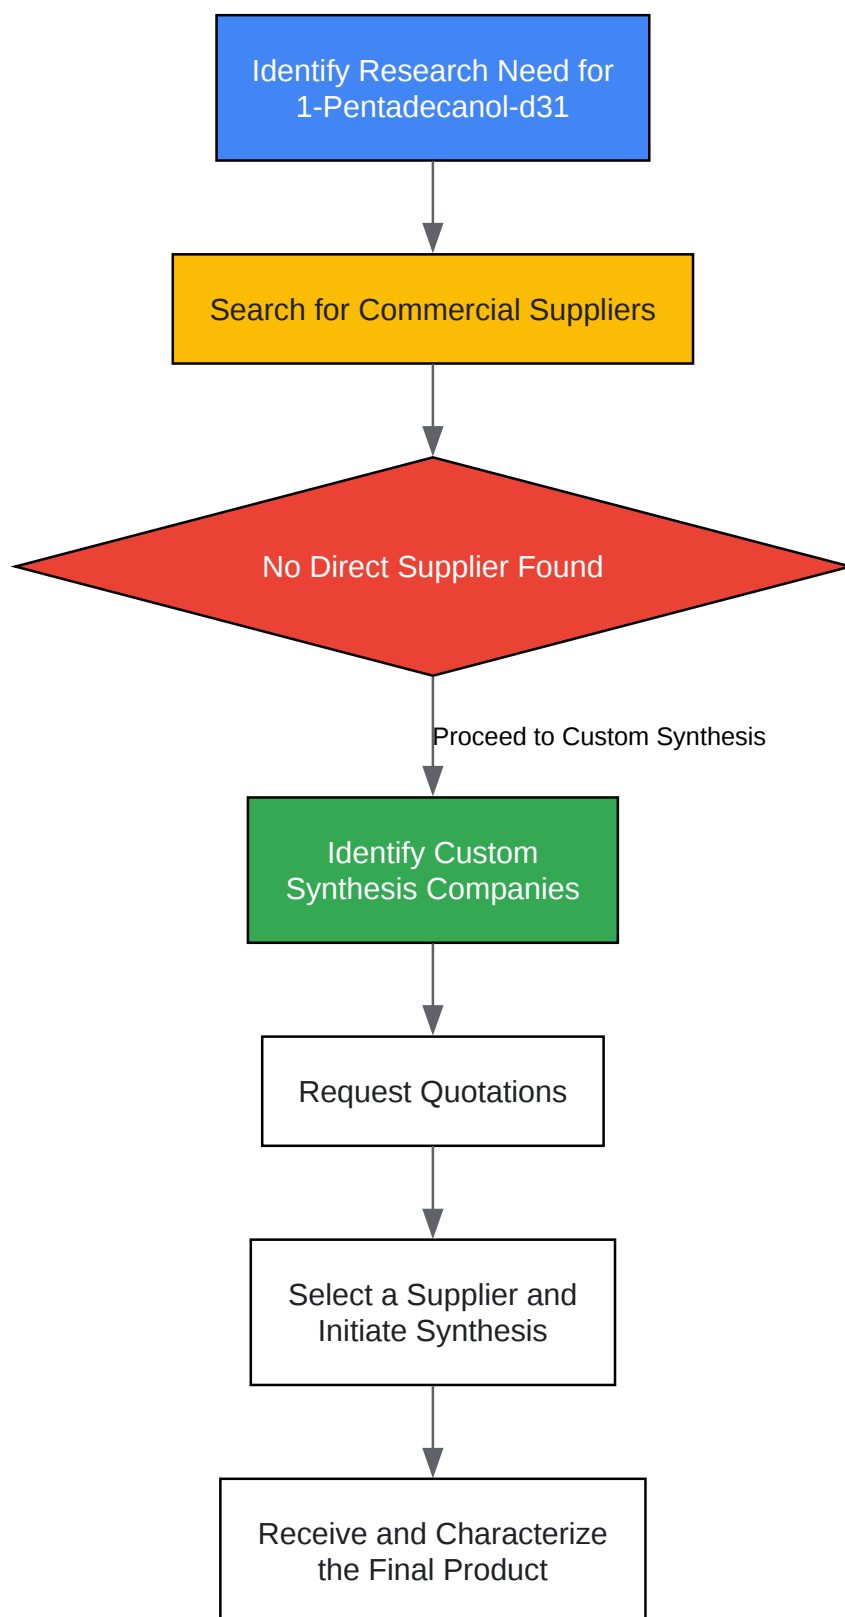 Identify Research Need for
1-Pentadecanol-d31
Search for Commercial Suppliers
No Direct Supplier Found
Proceed to Custom Synthesis
Identify Custom
Synthesis Companies
Request Quotations
Select a Supplier and
Initiate Synthesis
Receive and Characterize
the Final Product